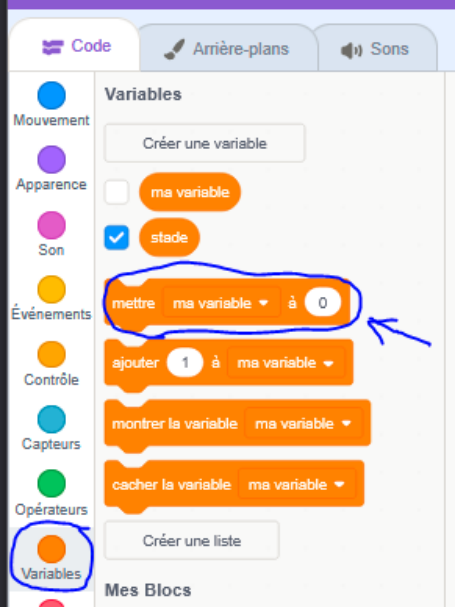 Code Arrière-plans Sons
Variables
Mouvement
Créer une variable
Apparence
ma variable
stade
Son
Événements
mettre ma variable à 0
Contrôle
ajouter 1 à ma variable
Capteurs
montrer la variable ma variable
Opérateurs
cacher la variable ma variable
Créer une liste
Variables
Mes Blocs